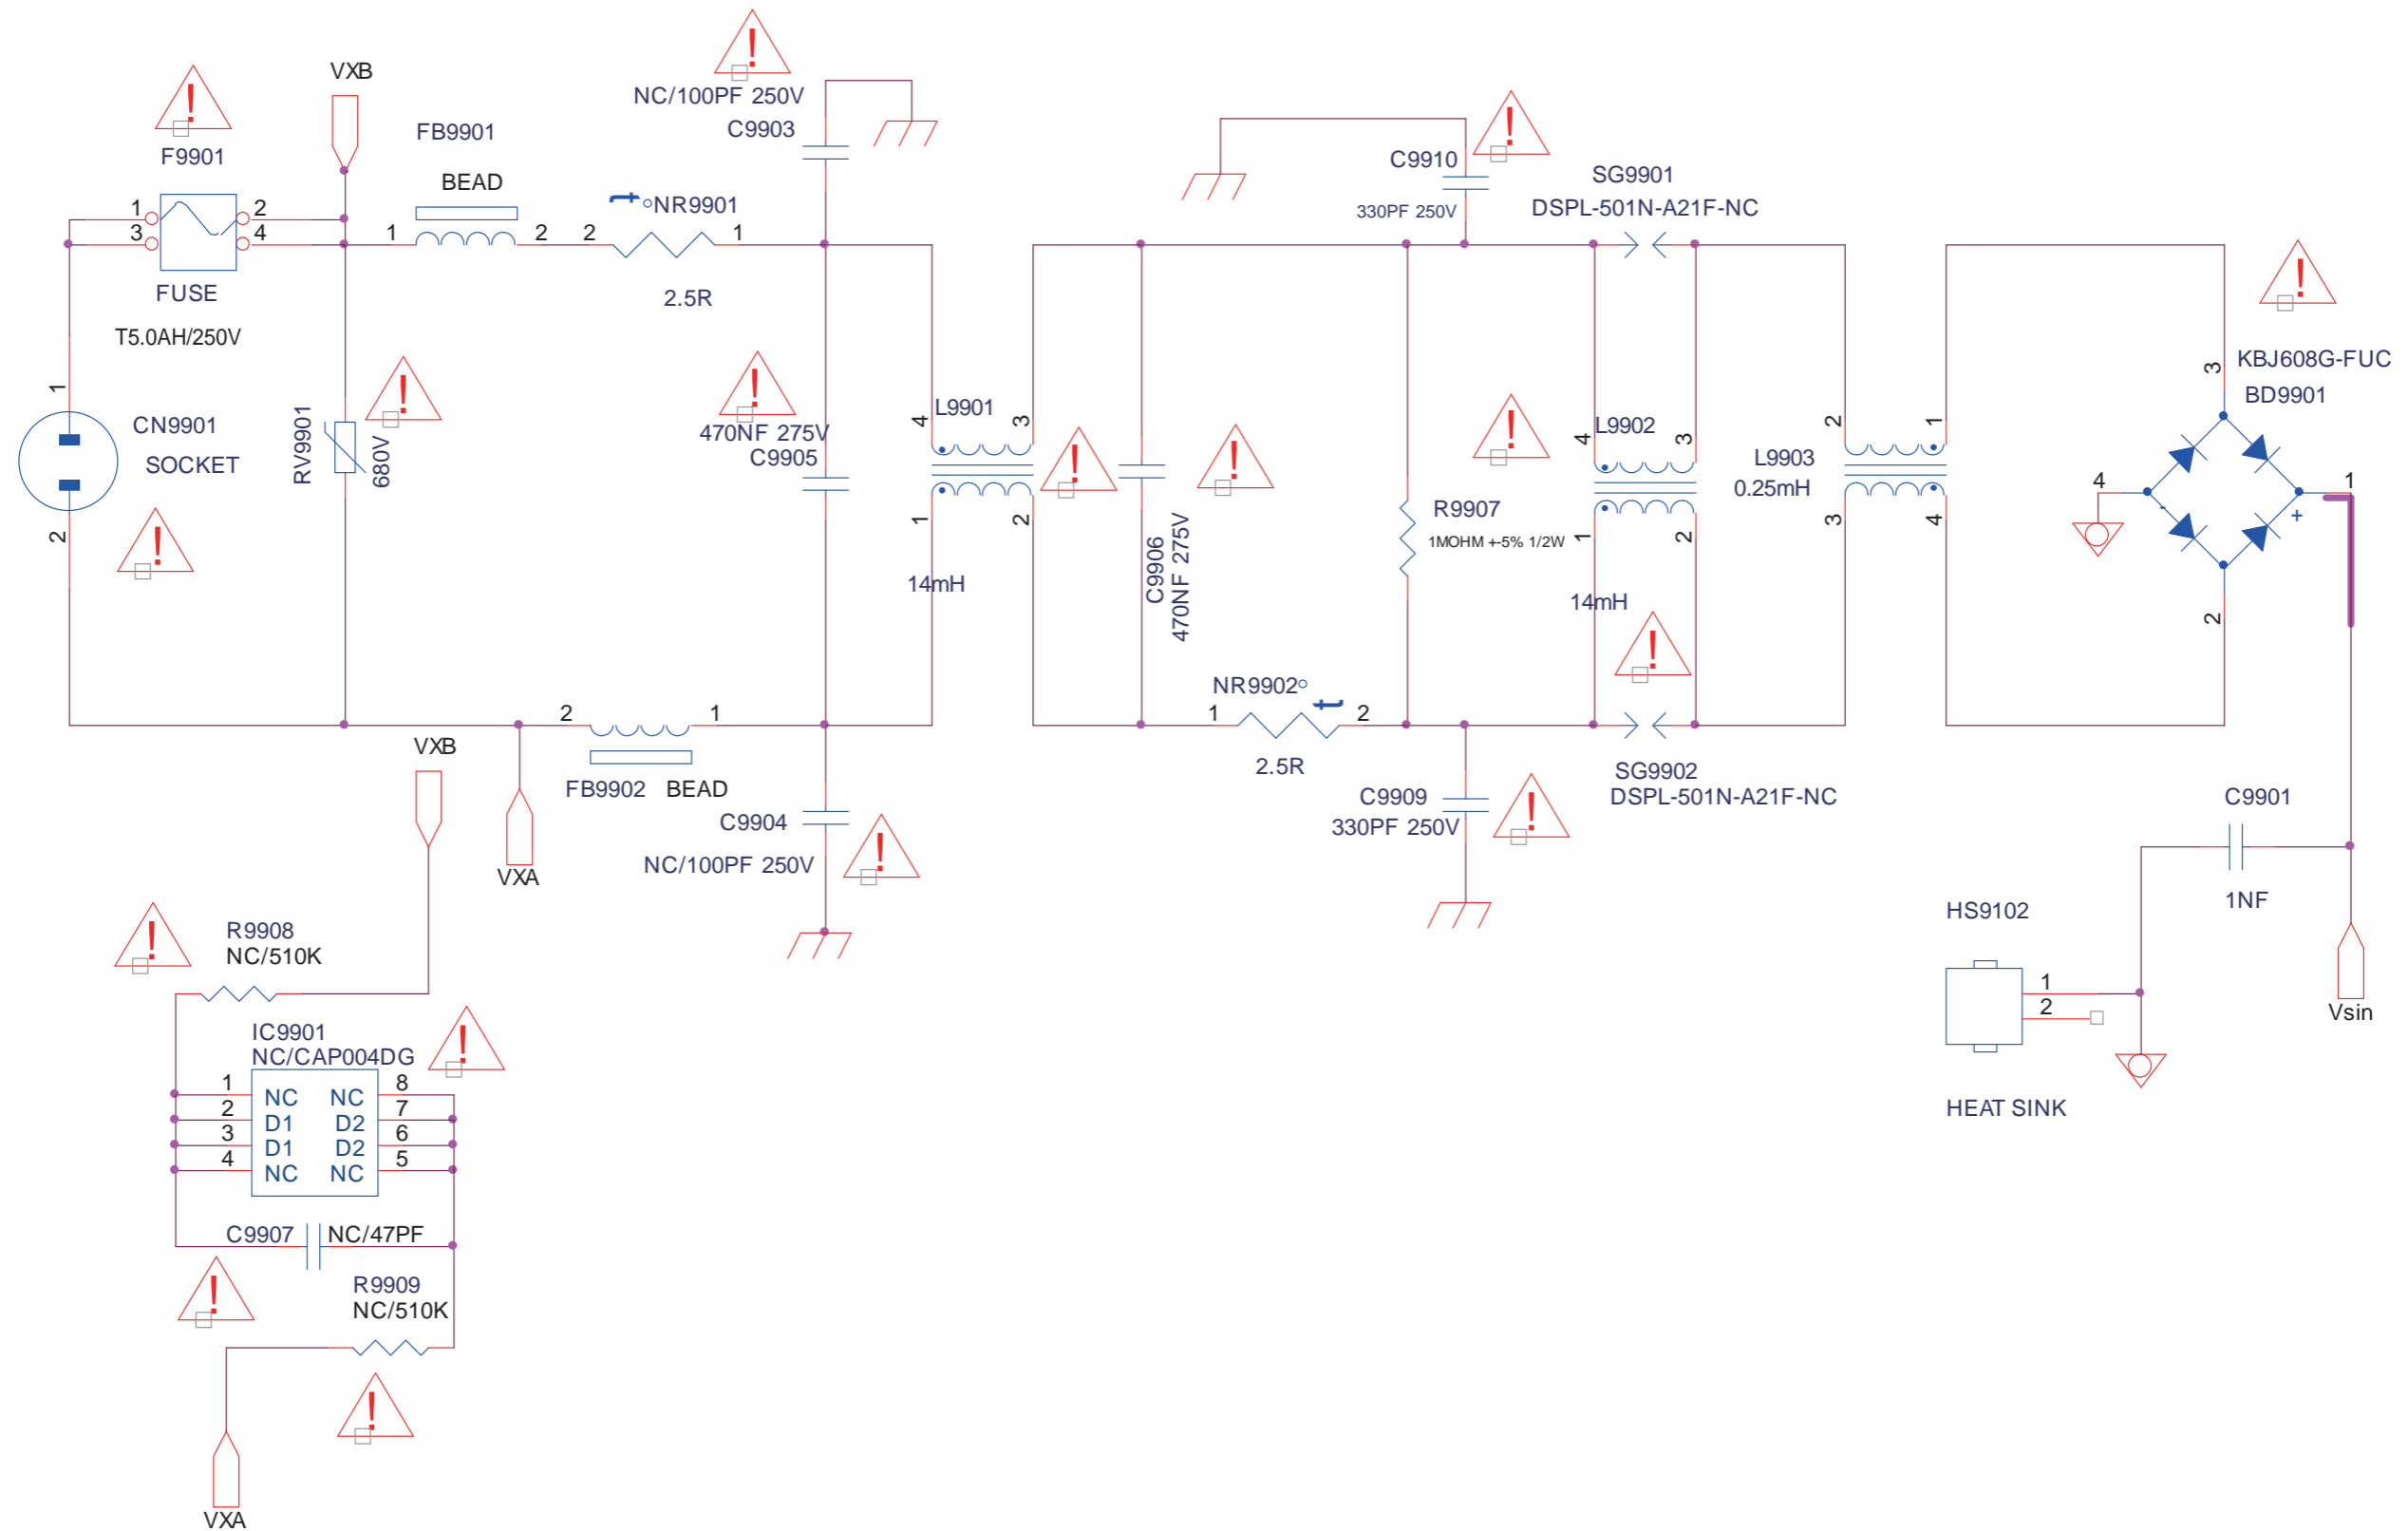 VXB
F9901
1
3
2
4
FUSE
T5.0AH/250V
FB9901
BEAD
1
2
t°
NR9901
2
1
2.5R
!
NC/100PF 250V
C9903
1
CN9901
SOCKET
2
!
RV9901
680V
!
!
470NF 275V
C9905
L9901
4
3
1
2
14mH
!
!
C9906
470NF 275V
!
C9910
330PF 250V
SG9901
DSPL-501N-A21F-NC
R9907
1MOHM +-5% 1/2W
!
L9902
4
3
1
2
14mH
!
L9903
0.25mH
2
1
3
4
!
KBJ608G-FUC
BD9901
3
4
1
-
+
2
VXB
VXA
2
1
FB9902
BEAD
C9904
NC/100PF 250V
!
NR9902°
t
1
2
2.5R
C9909
330PF 250V
!
SG9902
DSPL-501N-A21F-NC
C9901
1NF
Vsin
HS9102
1
2
HEAT SINK
!
R9908
NC/510K
IC9901
NC/CAP004DG
!
1 NC NC 8
2 D1 D2 7
3 D1 D2 6
4 NC NC 5
C9907 NC/47PF
!
R9909
NC/510K
!
VXA
!